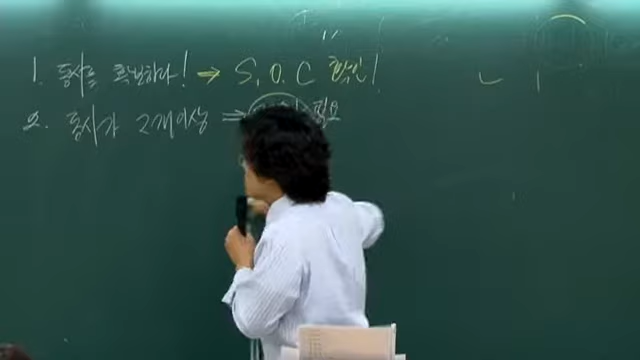 1. 동사를 확보하라! → S, O, C 확인!
2. 동사가 2개이상 ⇒ 필요